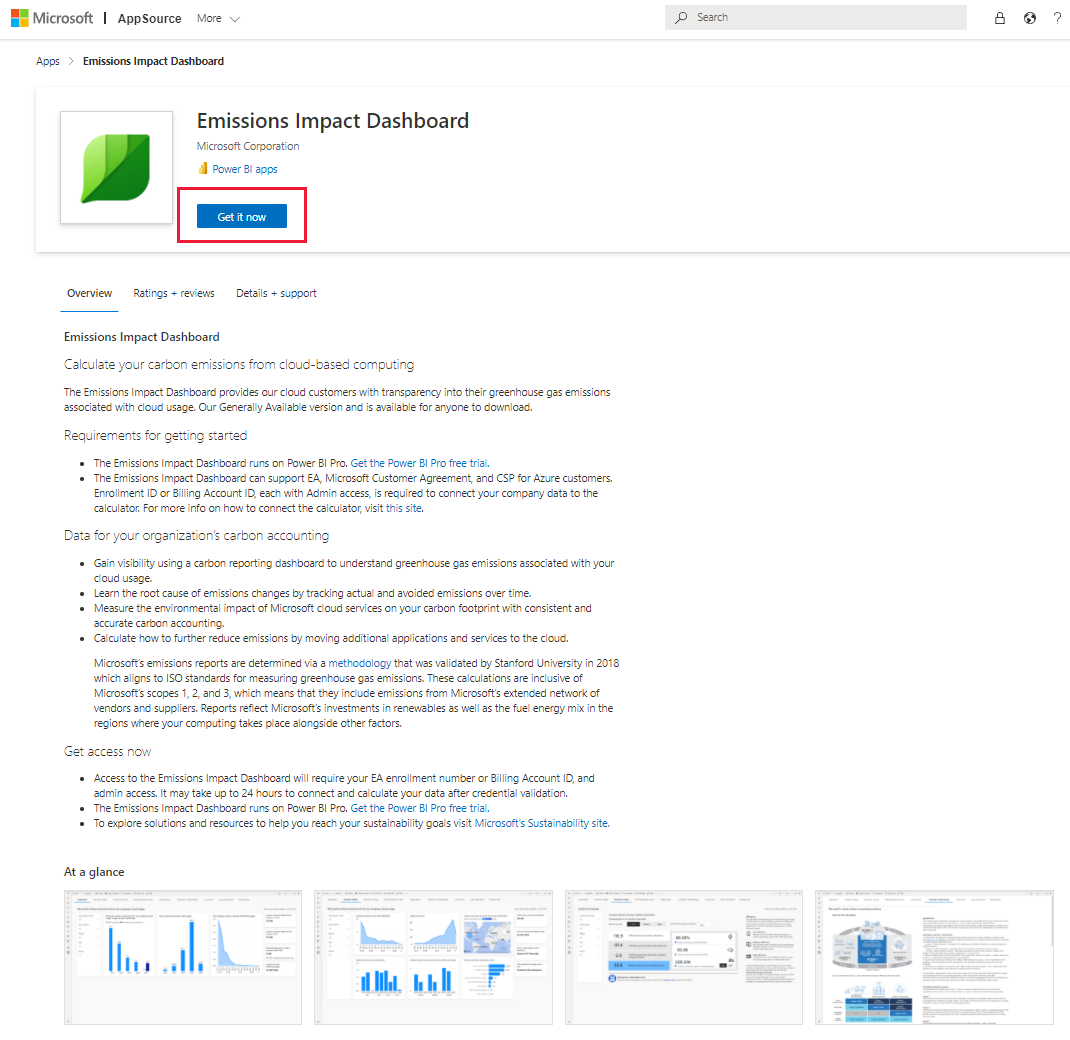 Microsoft | AppSource More Search ?
Apps > Emissions Impact Dashboard
Emissions Impact Dashboard
Microsoft Corporation
Power BI apps
Get it now
Overview Ratings + reviews Details + support
Emissions Impact Dashboard
Calculate your carbon emissions from cloud-based computing
The Emissions Impact Dashboard provides our cloud customers with transparency into their greenhouse gas emissions
associated with cloud usage. Our Generally Available version and is available for anyone to download.
Requirements for getting started
• The Emissions Impact Dashboard runs on Power BI Pro. Get the Power BI Pro free trial.
• The Emissions Impact Dashboard can support EA, Microsoft Customer Agreement, and CSP for Azure customers.
Enrollment ID or Billing Account ID, each with Admin access, is required to connect your company data to the
calculator. For more info on how to connect the calculator, visit this site.
Data for your organization's carbon accounting
• Gain visibility using a carbon reporting dashboard to understand greenhouse gas emissions associated with your
cloud usage.
• Learn the root cause of emissions changes by tracking actual and avoided emissions over time.
• Measure the environmental impact of Microsoft cloud services on your carbon footprint with consistent and
accurate carbon accounting.
• Calculate how to further reduce emissions by moving additional applications and services to the cloud.
Microsoft's emissions reports are determined via a methodology that was validated by Stanford University in 2018
which aligns to ISO standards for measuring greenhouse gas emissions. These calculations are inclusive of
Microsoft's scopes 1, 2, and 3, which means that they include emissions from Microsoft's extended network of
vendors and suppliers. Reports reflect Microsoft's investments in renewables as well as the fuel energy mix in the
regions where your computing takes place alongside other factors.
Get access now
• Access to the Emissions Impact Dashboard will require your EA enrollment number or Billing Account ID, and
admin access. It may take up to 24 hours to connect and calculate your data after credential validation.
• The Emissions Impact Dashboard runs on Power BI Pro. Get the Power BI Pro free trial.
• To explore solutions and resources to help you reach your sustainability goals visit Microsoft's Sustainability site.
At a glance